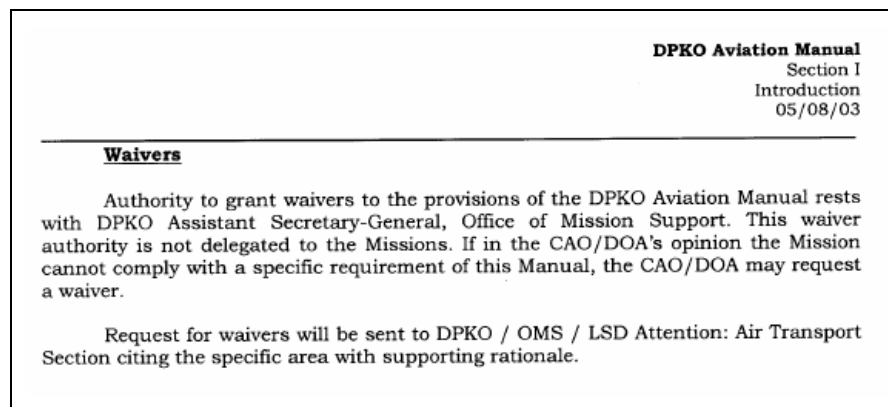 DPKO Aviation Manual
Section I
Introduction
05/08/03
Waivers
Authority to grant waivers to the provisions of the DPKO Aviation Manual rests
with DPKO Assistant Secretary-General, Office of Mission Support. This waiver
authority is not delegated to the Missions. If in the CAO/DOA's opinion the Mission
cannot comply with a specific requirement of this Manual, the CAO/DOA may request
a waiver.
Request for waivers will be sent to DPKO / OMS / LSD Attention: Air Transport
Section citing the specific area with supporting rationale.